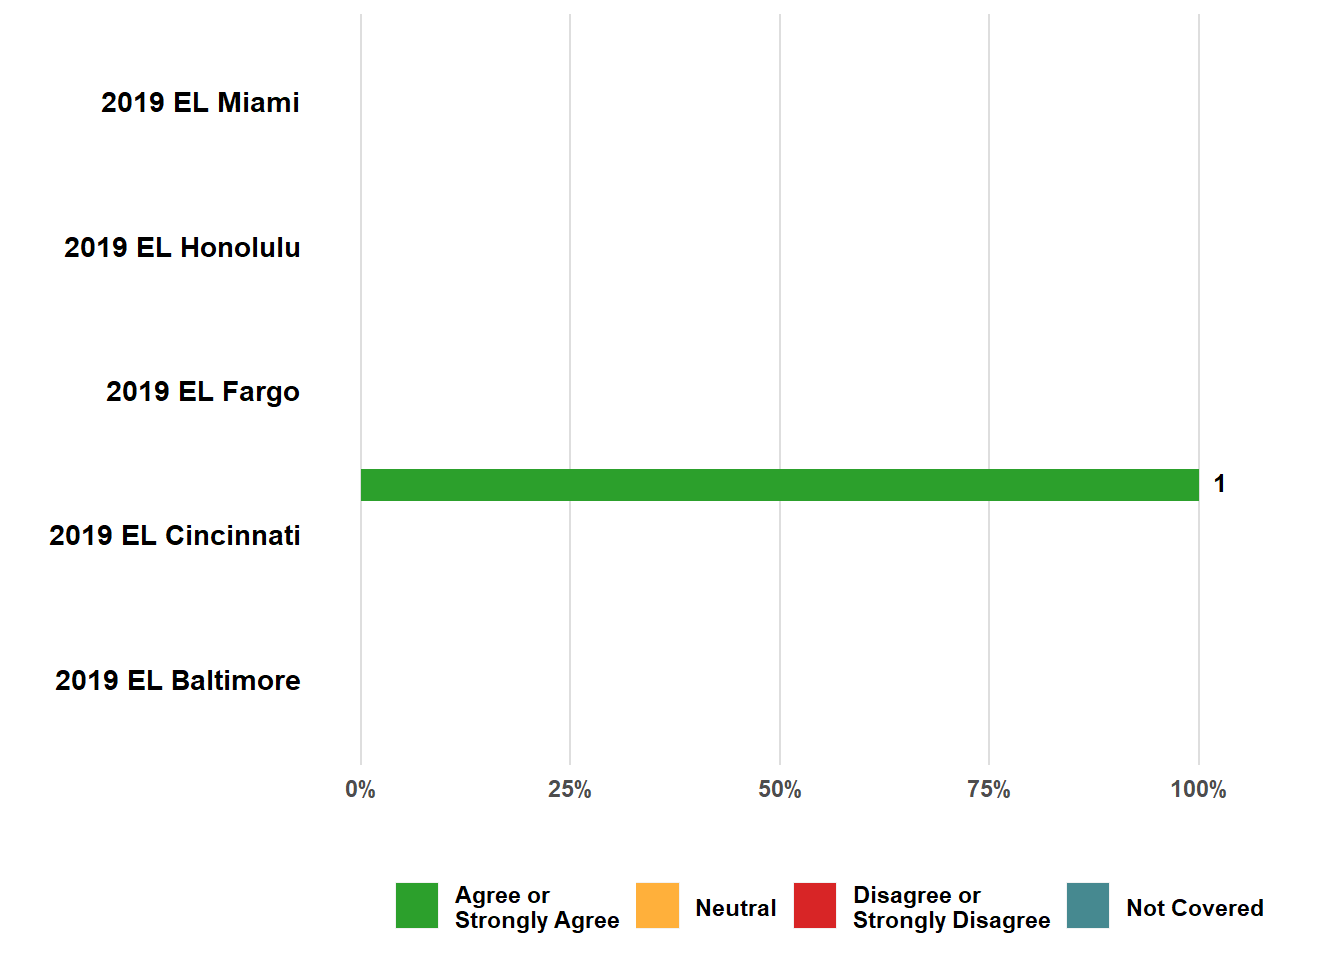 2019 EL Miami
2019 EL Honolulu
2019 EL Fargo
1
2019 EL Cincinnati
2019 EL Baltimore
0% 25% 50% 75% 100%
Agree or
Strongly Agree
Neutral
Disagree or
Strongly Disagree
Not Covered